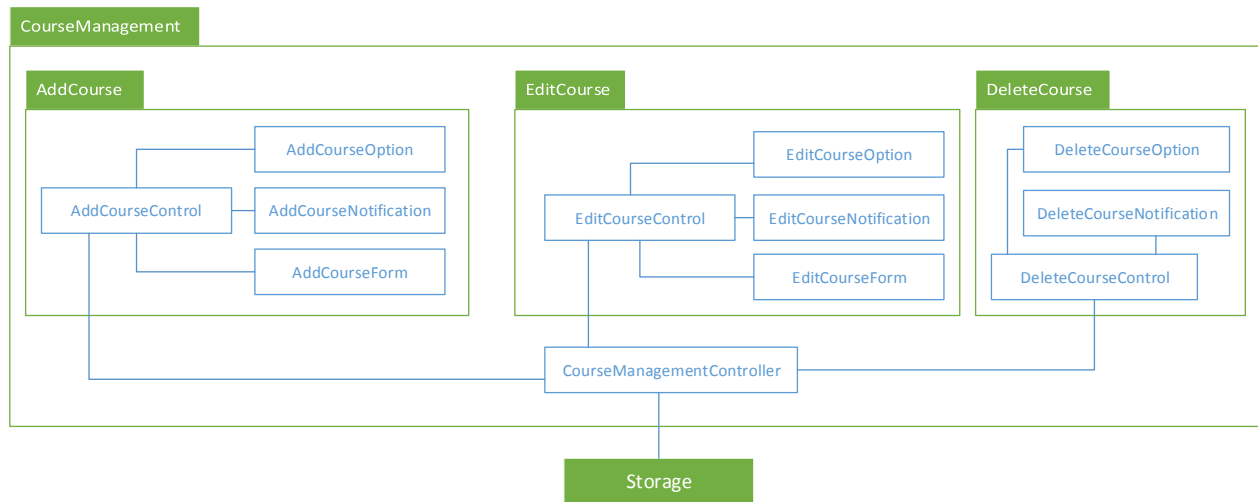 CourseManagement
AddCourse
EditCourse
DeleteCourse
AddCourseOption
AddCourseControl
AddCourseNotification
AddCourseForm
EditCourseOption
EditCourseControl
EditCourseNotification
EditCourseForm
DeleteCourseOption
DeleteCourseNotification
DeleteCourseControl
CourseManagementController
Storage